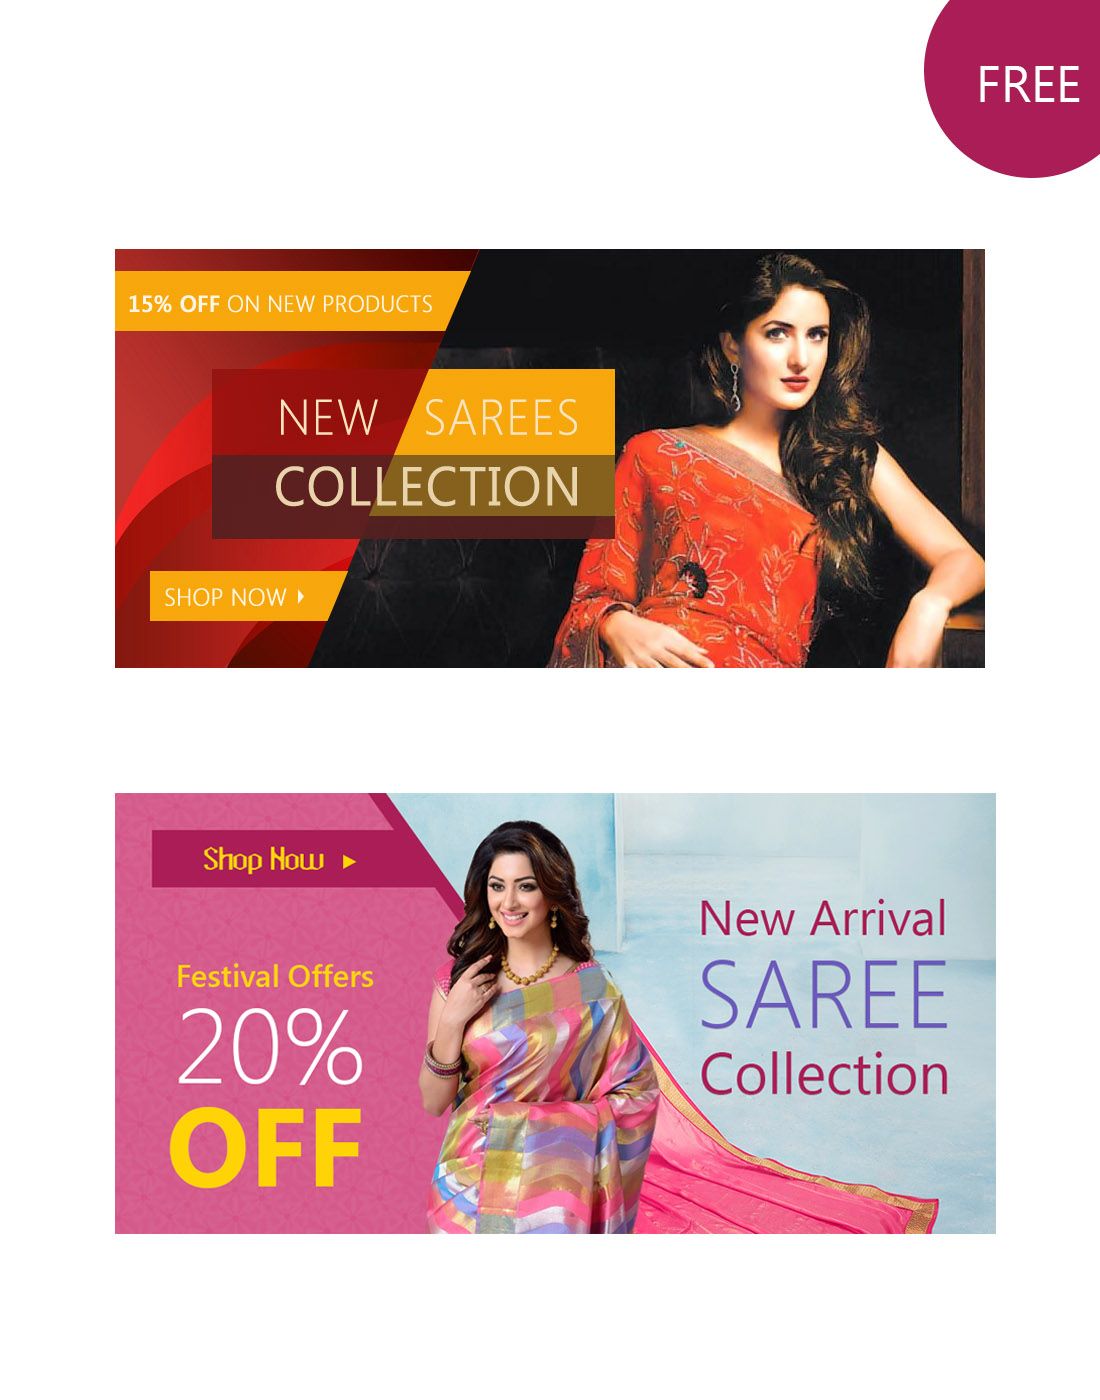 FREE
15% OFF ON NEW PRODUCTS
NEW SAREES
COLLECTION
SHOP NOW
Shop Now
Festival Offers
20%
OFF
New Arrival
SAREE
Collection